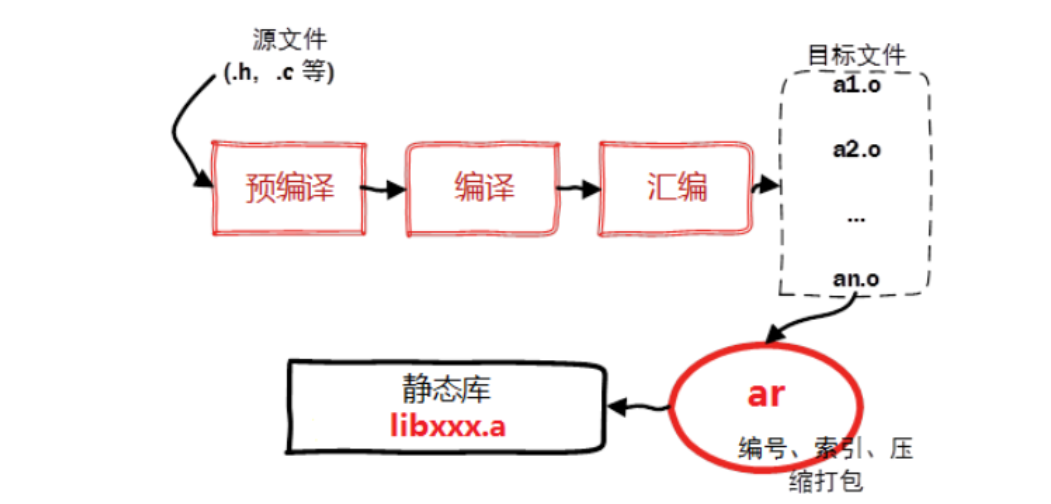 源文件
(.h, .c 等)
目标文件
a1.o
a2.o
...
an.o
预编译
编译
汇编
ar
编号、索引、压
缩打包
静态库
libxxx.a